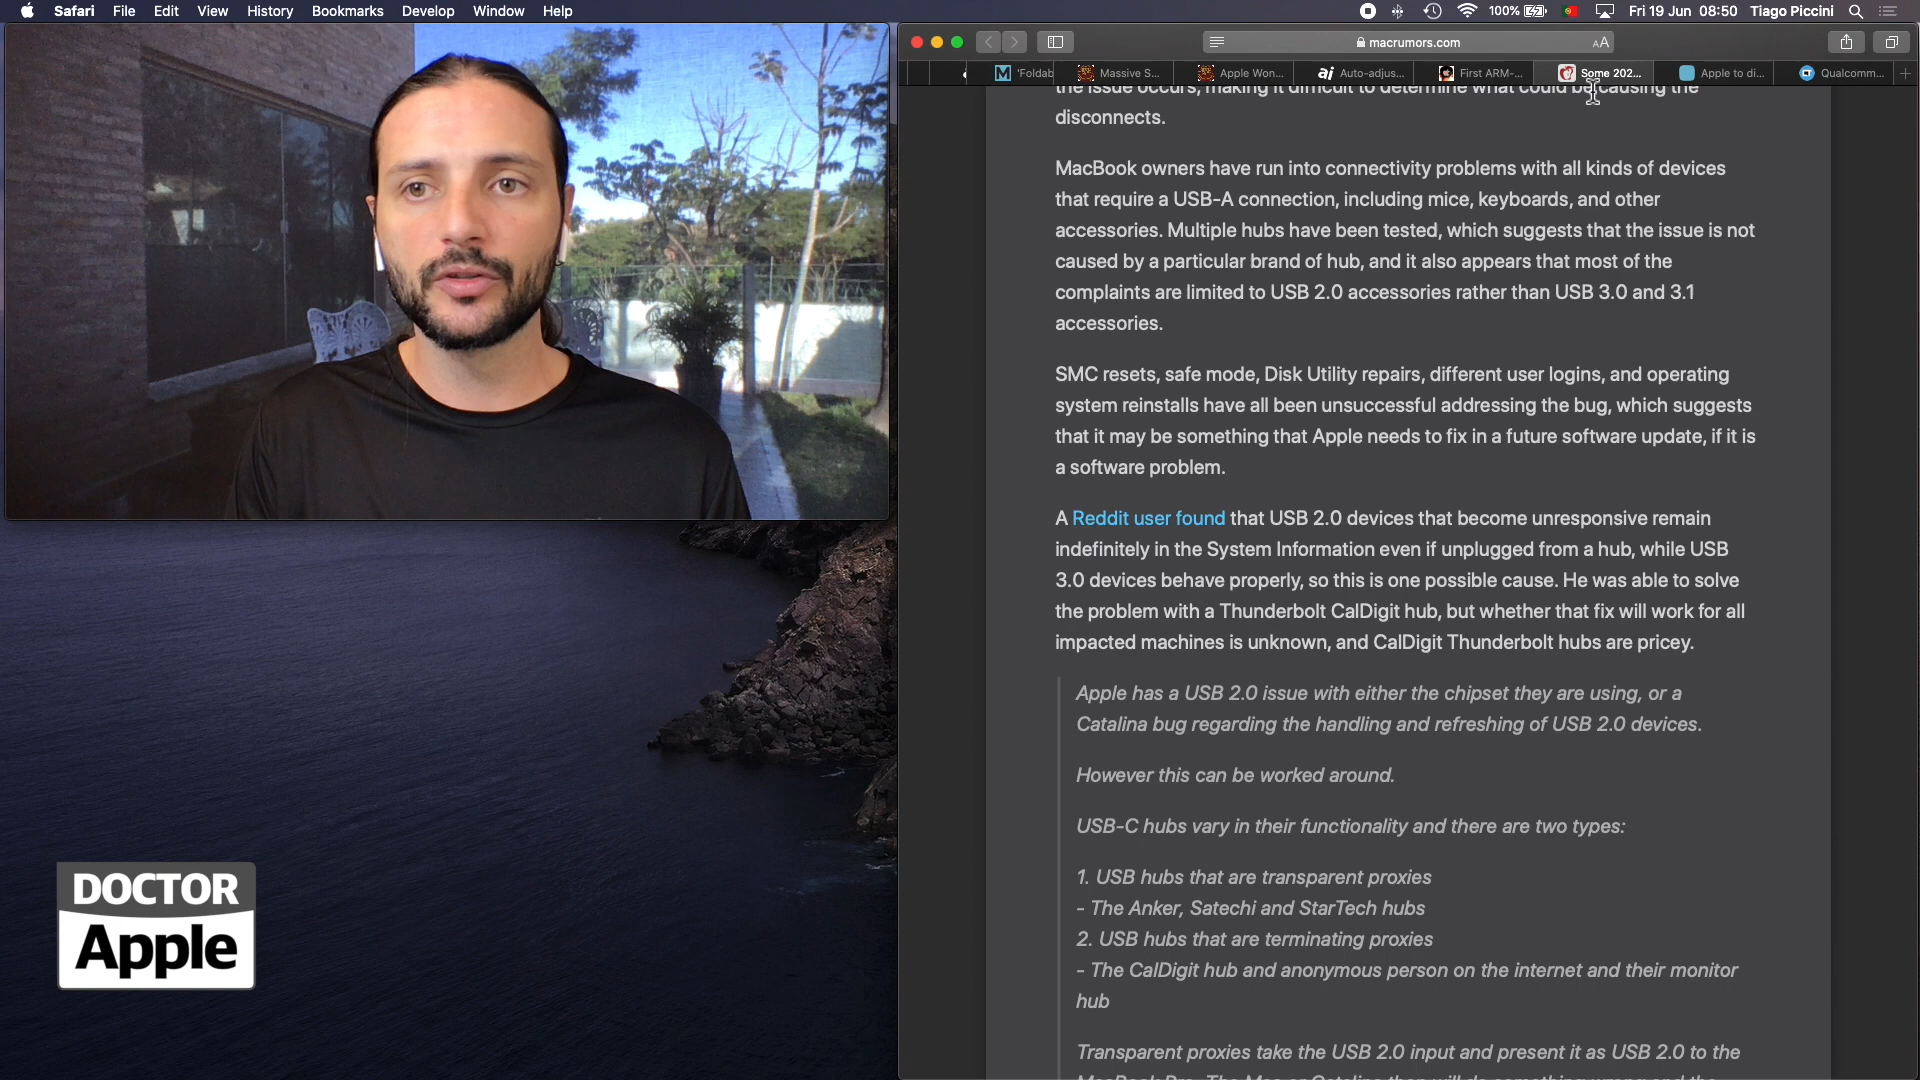 Safari File Edit View History Bookmarks Develop Window Help 100% Fri 19 Jun 08:50 Tiago Piccini
macrumors.com AA
'Foldab Massive S... Apple Won... Auto-adjus... First ARM-... Some 202... Apple to di... Qualcomm...
the issue occurs, making it difficult to determine what could be causing the
disconnects.
MacBook owners have run into connectivity problems with all kinds of devices
that require a USB-A connection, including mice, keyboards, and other
accessories. Multiple hubs have been tested, which suggests that the issue is not
caused by a particular brand of hub, and it also appears that most of the
complaints are limited to USB 2.0 accessories rather than USB 3.0 and 3.1
accessories.
SMC resets, safe mode, Disk Utility repairs, different user logins, and operating
system reinstalls have all been unsuccessful addressing the bug, which suggests
that it may be something that Apple needs to fix in a future software update, if it is
a software problem.
A Reddit user found that USB 2.0 devices that become unresponsive remain
indefinitely in the System Information even if unplugged from a hub, while USB
3.0 devices behave properly, so this is one possible cause. He was able to solve
the problem with a Thunderbolt CalDigit hub, but whether that fix will work for all
impacted machines is unknown, and CalDigit Thunderbolt hubs are pricey.
Apple has a USB 2.0 issue with either the chipset they are using, or a
Catalina bug regarding the handling and refreshing of USB 2.0 devices.
However this can be worked around.
USB-C hubs vary in their functionality and there are two types:
1. USB hubs that are transparent proxies
- The Anker, Satechi and StarTech hubs
2. USB hubs that are terminating proxies
- The CalDigit hub and anonymous person on the internet and their monitor
hub
Transparent proxies take the USB 2.0 input and present it as USB 2.0 to the
DOCTOR
Apple